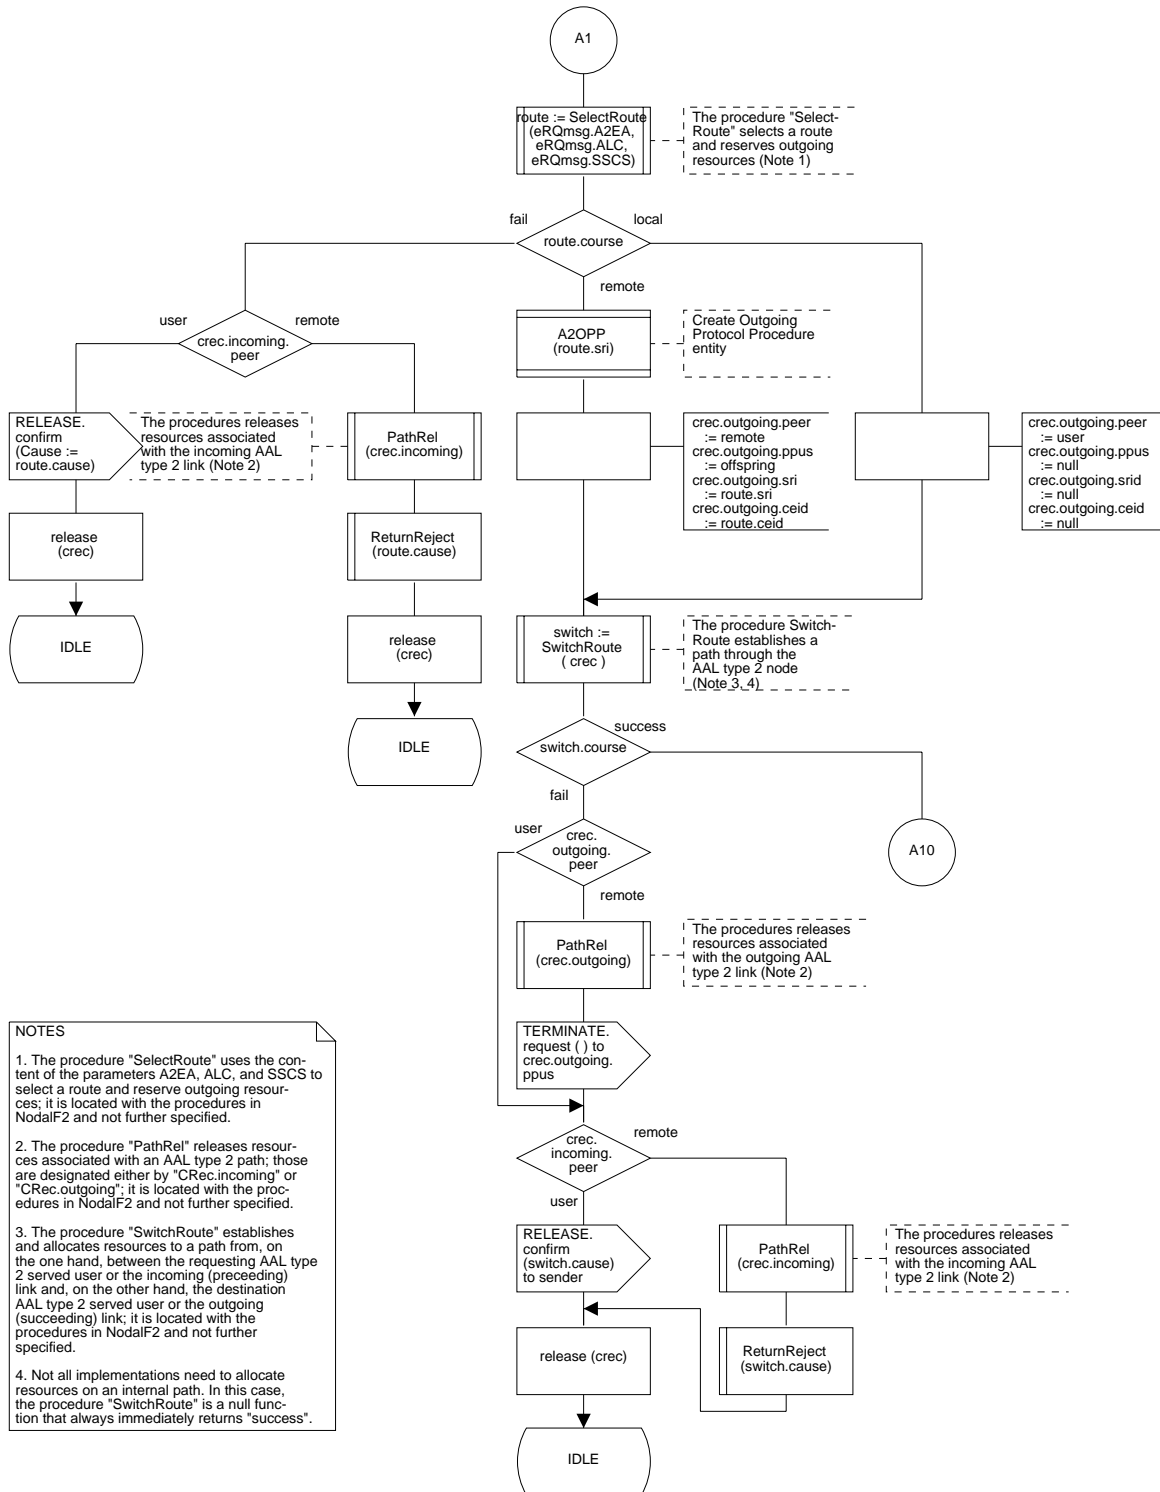 A1
route := SelectRoute
(eRQmsg.A2EA,
eRQmsg.ALC,
eRQmsg.SSCS)
The procedure "Select-
Route" selects a route
and reserves outgoing
resources (Note 1)
fail
local
route.course
remote
user
remote
crec.incoming.
peer
A2OPP
(route.sri)
Create Outgoing
Protocol Procedure
entity
RELEASE.
confirm
(Cause :=
route.cause)
The procedures releases
resources associated
with the incoming AAL
type 2 link (Note 2)
PathRel
(crec.incoming)
crec.outgoing.peer
:= remote
crec.outgoing.ppus
:= offspring
crec.outgoing.sri
:= route.sri
crec.outgoing.ceid
:= route.ceid
crec.outgoing.peer
:= user
crec.outgoing.ppus
:= null
crec.outgoing.srid
:= null
crec.outgoing.ceid
:= null
release
(crec)
ReturnReject
(route.cause)
IDLE
release
(crec)
switch :=
SwitchRoute
( crec )
The procedure Switch-
Route establishes a
path through the
AAL type 2 node
(Note 3, 4)
IDLE
success
switch.course
fail
user
crec.
outgoing.
peer
A10
remote
PathRel
(crec.outgoing)
The procedures releases
resources associated
with the outgoing AAL
type 2 link (Note 2)
TERMINATE.
request ( ) to
crec.outgoing.
ppus
remote
crec.
incoming.
peer
user
RELEASE.
confirm
(switch.cause)
to sender
PathRel
(crec.incoming)
The procedures releases
resources associated
with the incoming AAL
type 2 link (Note 2)
release (crec)
ReturnReject
(switch.cause)
IDLE
NOTES
1. The procedure "SelectRoute" uses the con-
tent of the parameters A2EA, ALC, and SSCS to
select a route and reserve outgoing resour-
ces; it is located with the procedures in
NodalF2 and not further specified.
2. The procedure "PathRel" releases resour-
ces associated with an AAL type 2 path; those
are designated either by "CRec.incoming" or
"CRec.outgoing"; it is located with the proc-
edures in NodalF2 and not further specified.
3. The procedure "SwitchRoute" establishes
and allocates resources to a path from, on
the one hand, between the requesting AAL type
2 served user or the incoming (preceeding)
link and, on the other hand, the destination
AAL type 2 served user or the outgoing
(succeeding) link; it is located with the
procedures in NodalF2 and not further
specified.
4. Not all implementations need to allocate
resources on an internal path. In this case,
the procedure "SwitchRoute" is a null func-
tion that always immediately returns "success".